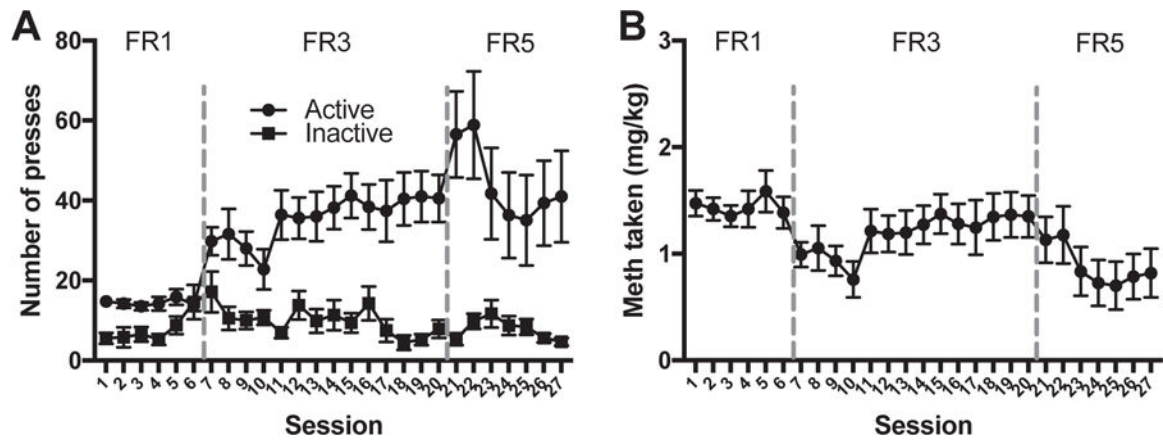 A
FR1 FR3 FR5
Number of presses
80
60
40
20
0
Active
Inactive
1 2 3 4 5 6 7 8 9 10 11 12 13 14 15 16 17 18 19 20 21 22 23 24 25 26 27
Session
B
FR1 FR3 FR5
Meth taken (mg/kg)
3
2
1
0
1 2 3 4 5 6 7 8 9 10 11 12 13 14 15 16 17 18 19 20 21 22 23 24 25 26 27
Session